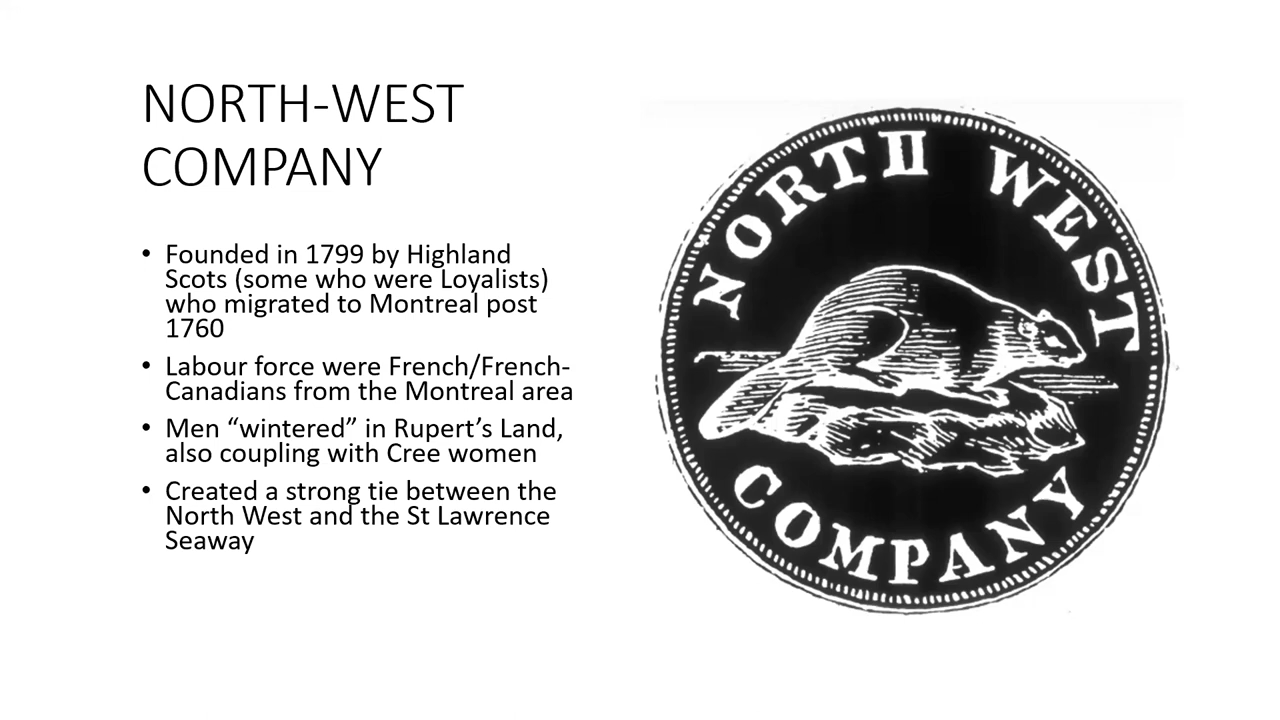 NORTH-WEST
COMPANY
• Founded in 1799 by Highland
Scots (some who were Loyalists)
who migrated to Montreal post
1760
• Labour force were French/French-
Canadians from the Montreal area
• Men “wintered” in Rupert’s Land,
also coupling with Cree women
• Created a strong tie between the
North West and the St Lawrence
Seaway
NORTH WEST
COMPANY